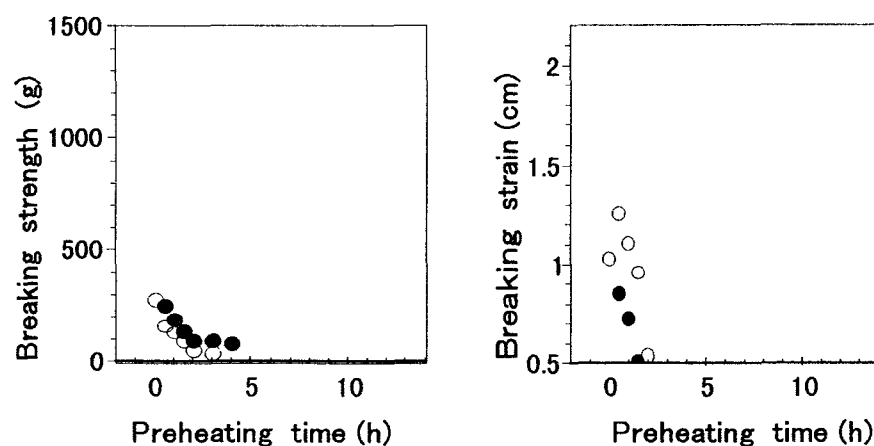 1500
1000
500
0
Breaking strength (g)
0 5 10
Preheating time (h)
2
1.5
1
0.5
Breaking strain (cm)
0 5 10
Preheating time (h)